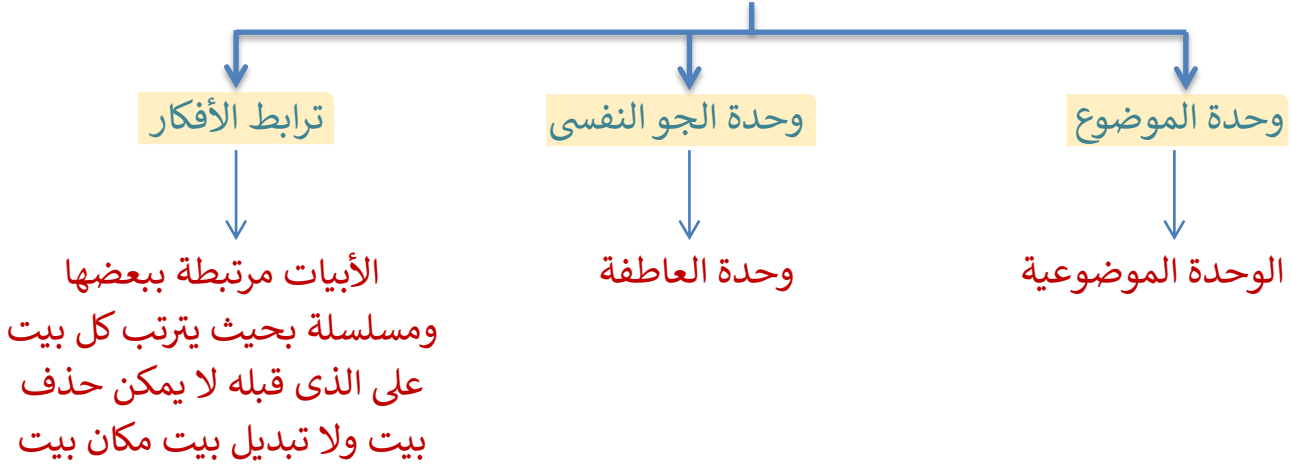 وحدة الموضوع
وحدة الجو النفسى
ترابط الأفكار
الوحدة الموضوعية
وحدة العاطفة
الأبيات مرتبطة ببعضها
ومسلسلة بحيث يترتب كل بيت
على الذى قبله لا يمكن حذف
بيت ولا تبديل بيت مكان بيت